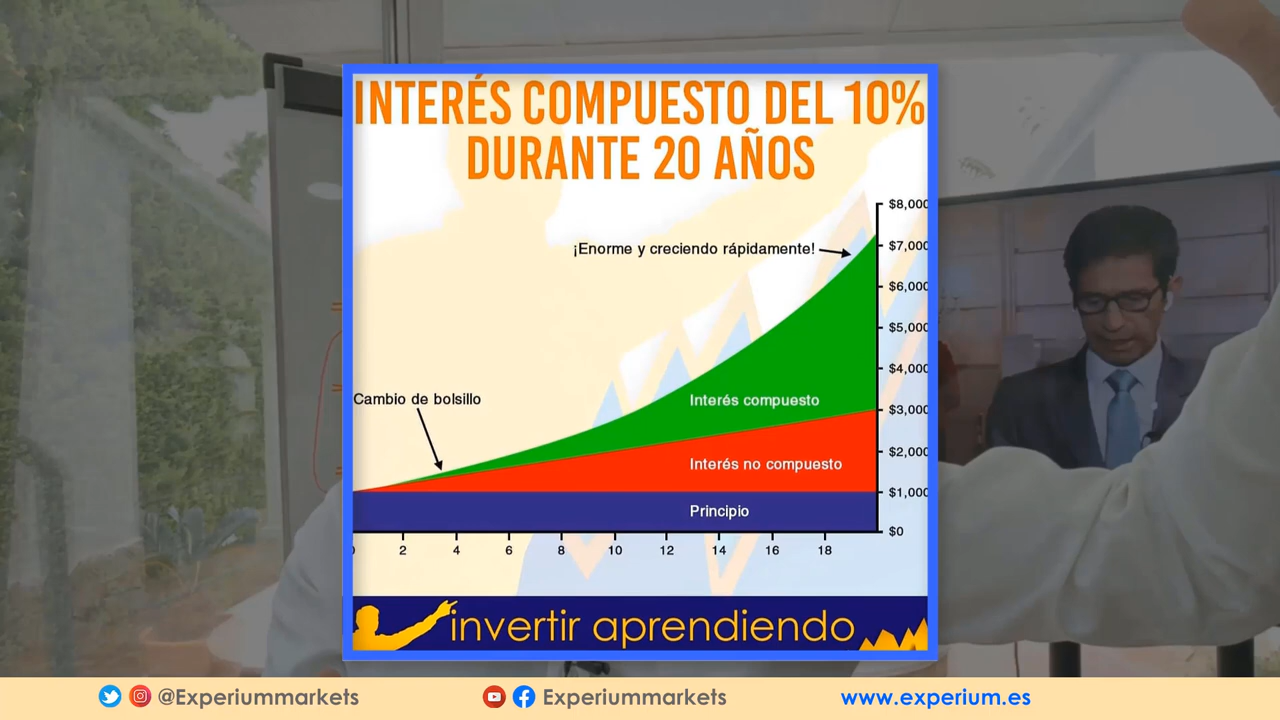 INTERÉS COMPUESTO DEL 10%
DURANTE 20 AÑOS
$8,000
¡Enorme y creciendo rápidamente!
$7,000
$6,000
$5,000
$4,000
Cambio de bolsillo
Interés compuesto
$3,000
Interés no compuesto
$2,000
$1,000
Principio
$0
0 2 4 6 8 10 12 14 16 18
invertir aprendiendo
@Experiummarkets Experiummarkets www.experium.es